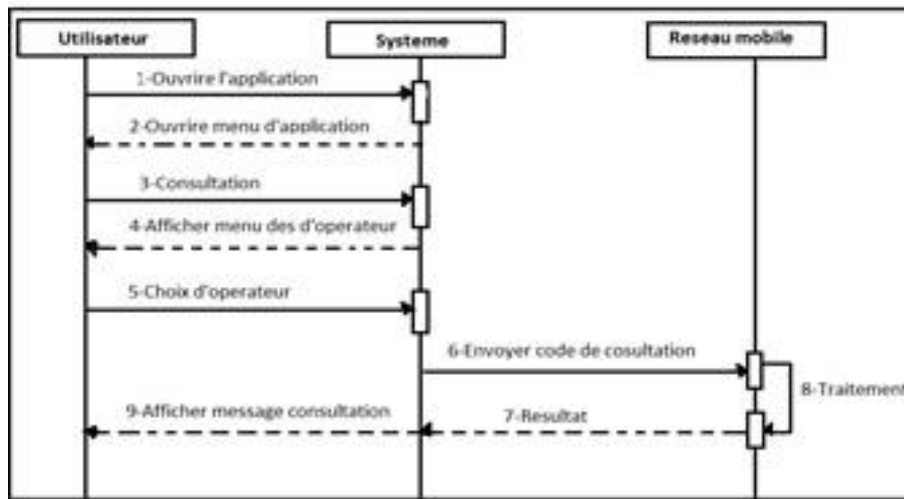 Utilisateur
Systeme
Reseau mobile
1-Ouvrire l'application
2-Ouvrire menu d'application
3-Consultation
4-Afficher menu des d'operateur
5-Choix d'operateur
6-Envoyer code de cosultation
8-Traitement
9-Afficher message consultation
7-Resultat